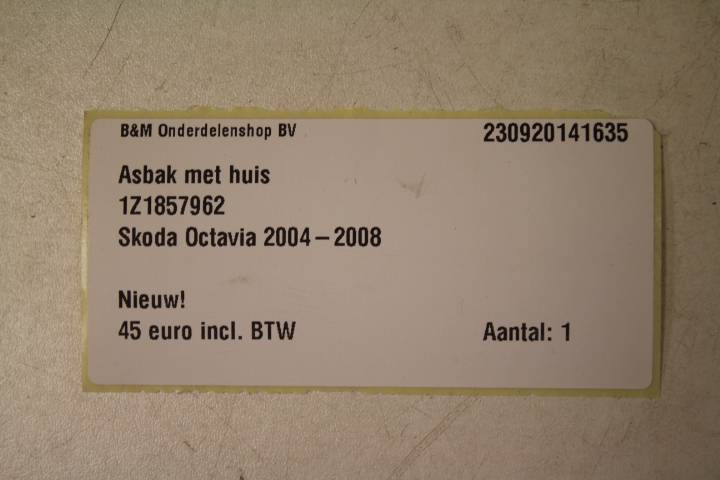 B&M Onderdelenshop BV 230920141635
Asbak met huis
1Z1857962
Skoda Octavia 2004 – 2008
Nieuw!
45 euro incl. BTW Aantal: 1